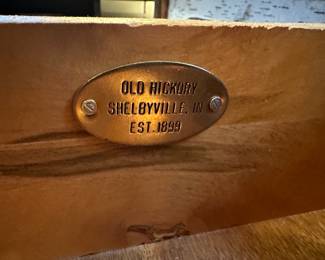 OLD HICKORY
SHELBYVILLE, IN
EST. 1899